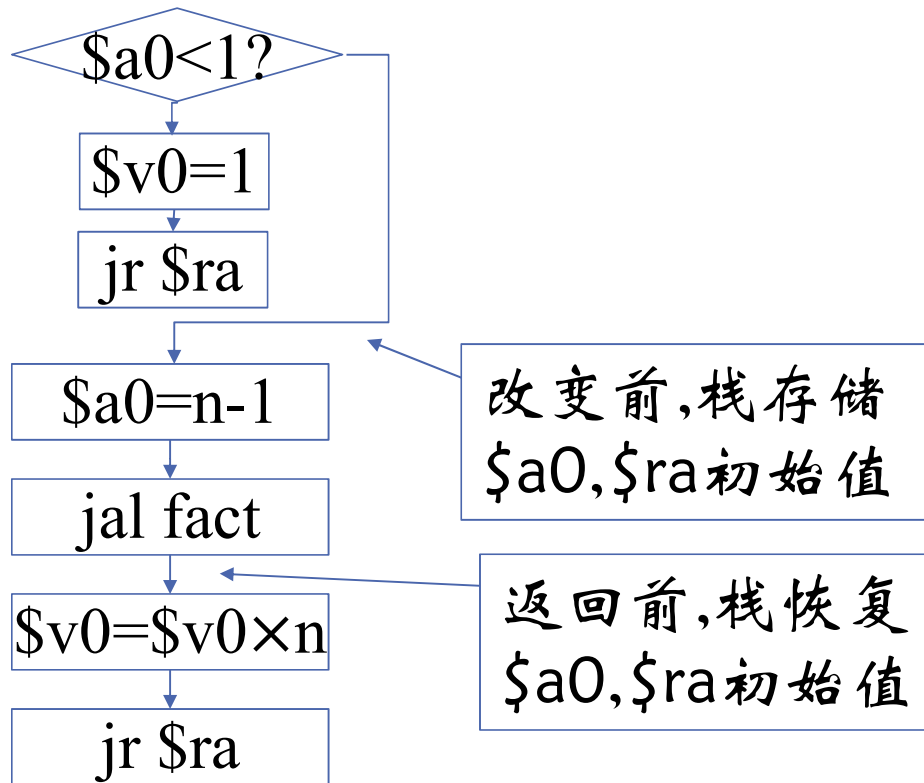 $a0<1?
$v0=1
jr $ra
$a0=n-1
改变前,栈存储
$a0,$ra初始值
jal fact
返回前,栈恢复
$a0,$ra初始值
$v0=$v0×n
jr $ra